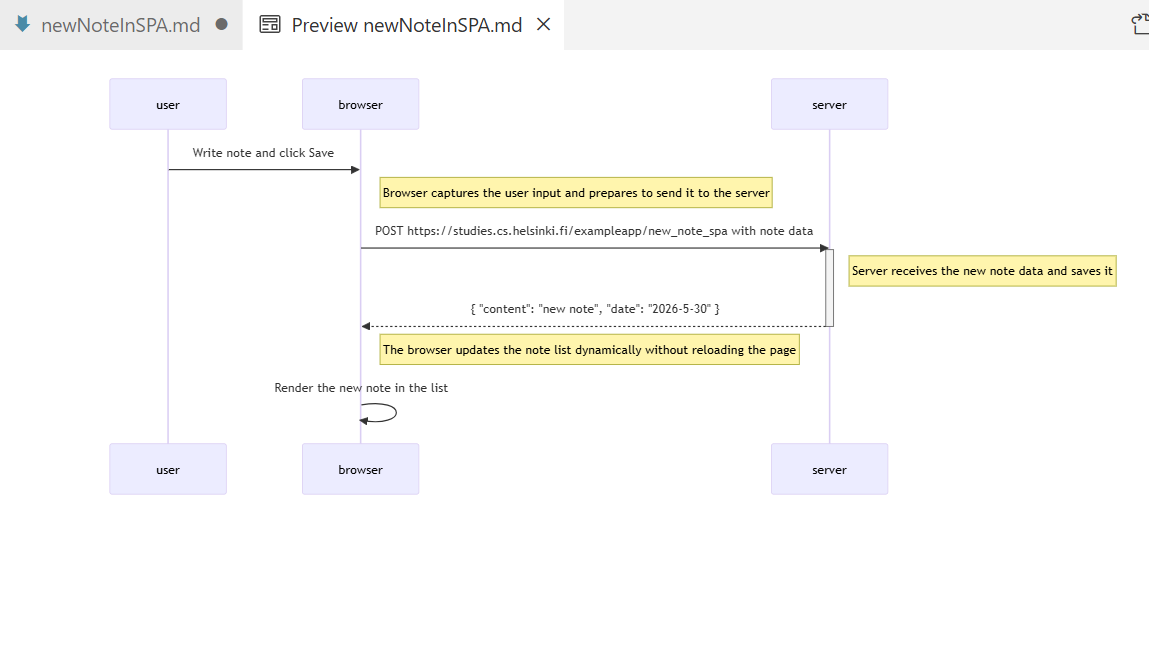 newNoteInSPA.md
Preview newNoteInSPA.md
user
browser
server
Write note and click Save
Browser captures the user input and prepares to send it to the server
POST https://studies.cs.helsinki.fi/exampleapp/new_note_spa with note data
Server receives the new note data and saves it
{ "content": "new note", "date": "2026-5-30" }
The browser updates the note list dynamically without reloading the page
Render the new note in the list
user
browser
server